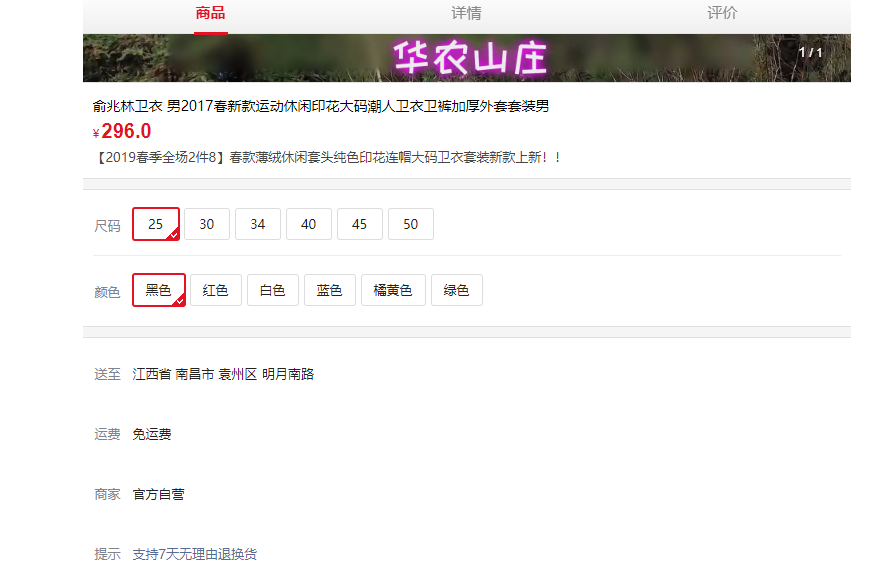 商品 详情 评价
华农山庄
1 / 1
俞兆林卫衣 男2017春新款运动休闲印花大码潮人卫衣卫裤加厚外套套装男
¥296.0
【2019春季全场2件8】春款薄绒休闲套头纯色印花连帽大码卫衣套装新款上新！！
尺码 25 30 34 40 45 50
颜色 黑色 红色 白色 蓝色 橘黄色 绿色
送至 江西省 南昌市 袁州区 明月南路
运费 免运费
商家 官方自营
提示 支持7天无理由退换货